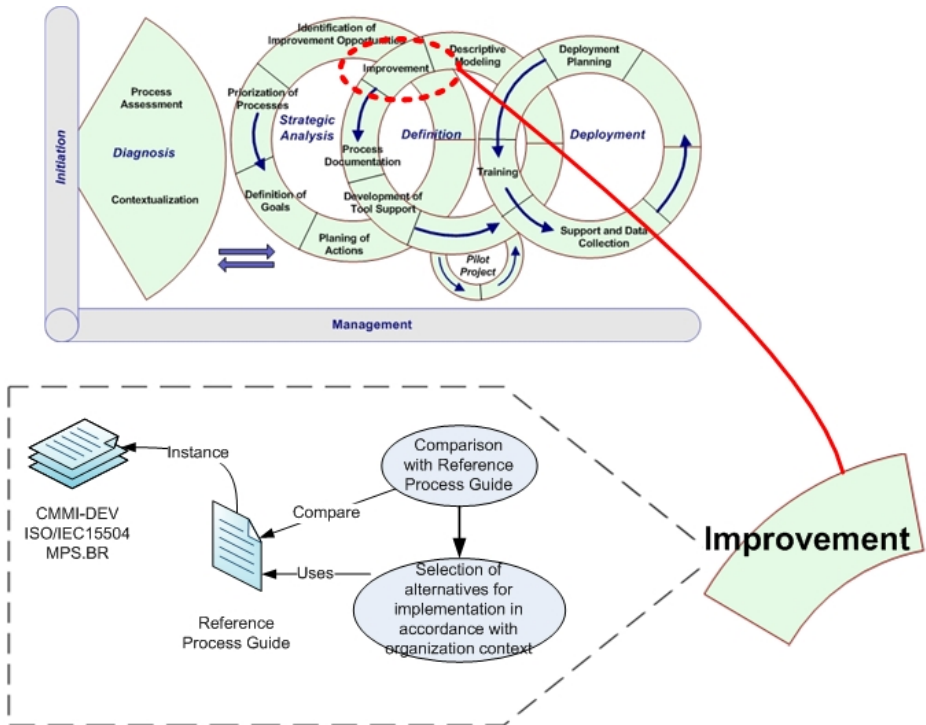 Initiation
Process
Assessment
Diagnosis
Contextualization
Identification of
Improvement Opportunities
Priorization of
Processes
Strategic
Analysis
Definition of
Goals
Planing of
Actions
Improvement
Descriptive
Modeling
Definition
Process
Documentation
Development of
Tool Support
Pilot
Project
Deployment
Planning
Deployment
Training
Support and Data
Collection
Management
Instance
CMMI-DEV
ISO/IEC15504
MPS.BR
Comparison
with Reference
Process Guide
Compare
Uses
Reference
Process Guide
Selection of
alternatives for
implementation in
accordance with
organization context
Improvement